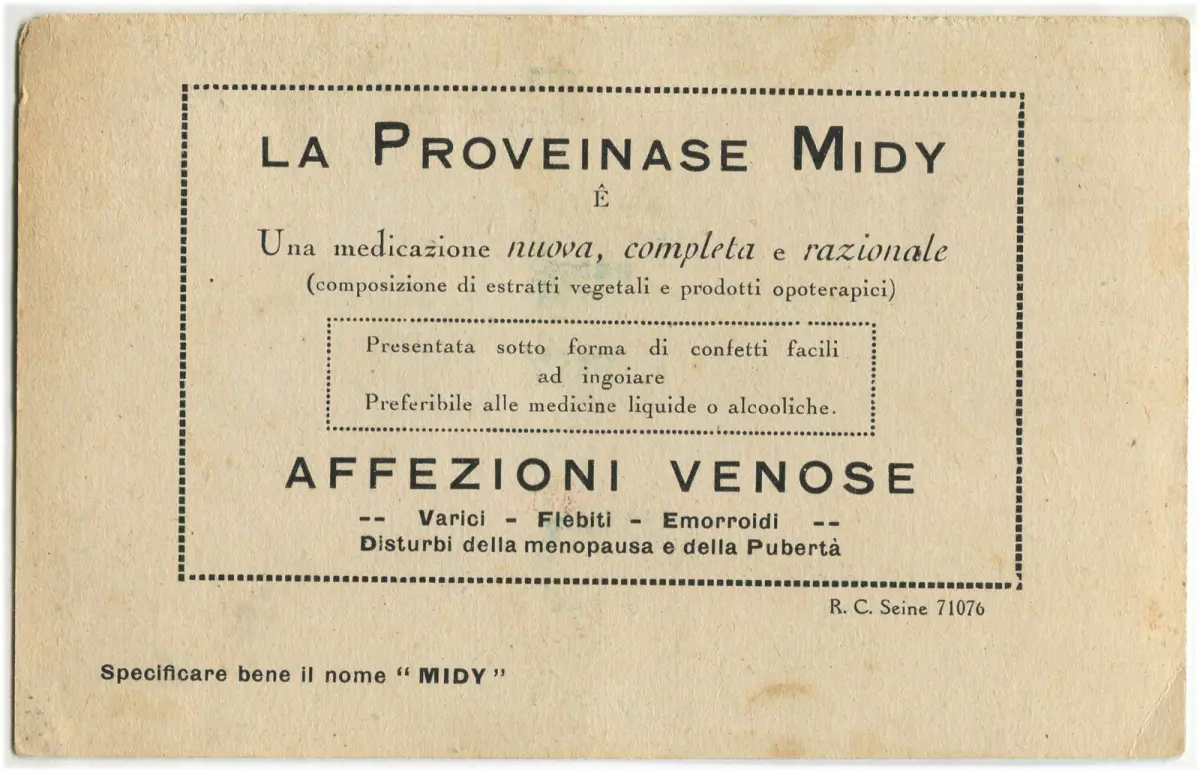 LA PROVEINASE MIDY
Ê
Una medicazione nuova, completa e razionale
(composizione di estratti vegetali e prodotti opoterapici)
Presentata sotto forma di confetti facili
ad ingoiare
Preferibile alle medicine liquide o alcooliche.
AFFEZIONI VENOSE
-- Varici - Flebiti - Emorroidi --
Disturbi della menopausa e della Pubertà
R. C. Seine 71076
Specificare bene il nome “ MIDY ”